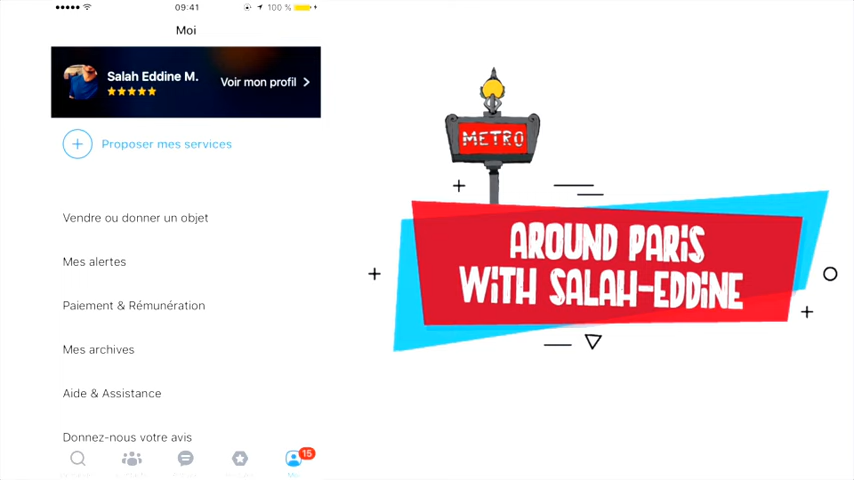 09:41
100 %
Moi
Salah Eddine M.
Voir mon profil
Proposer mes services
Vendre ou donner un objet
Mes alertes
Paiement & Rémunération
Mes archives
Aide & Assistance
Donnez-nous votre avis
15
METRO
AROUND PARIS
WITH SALAH-EDDINE